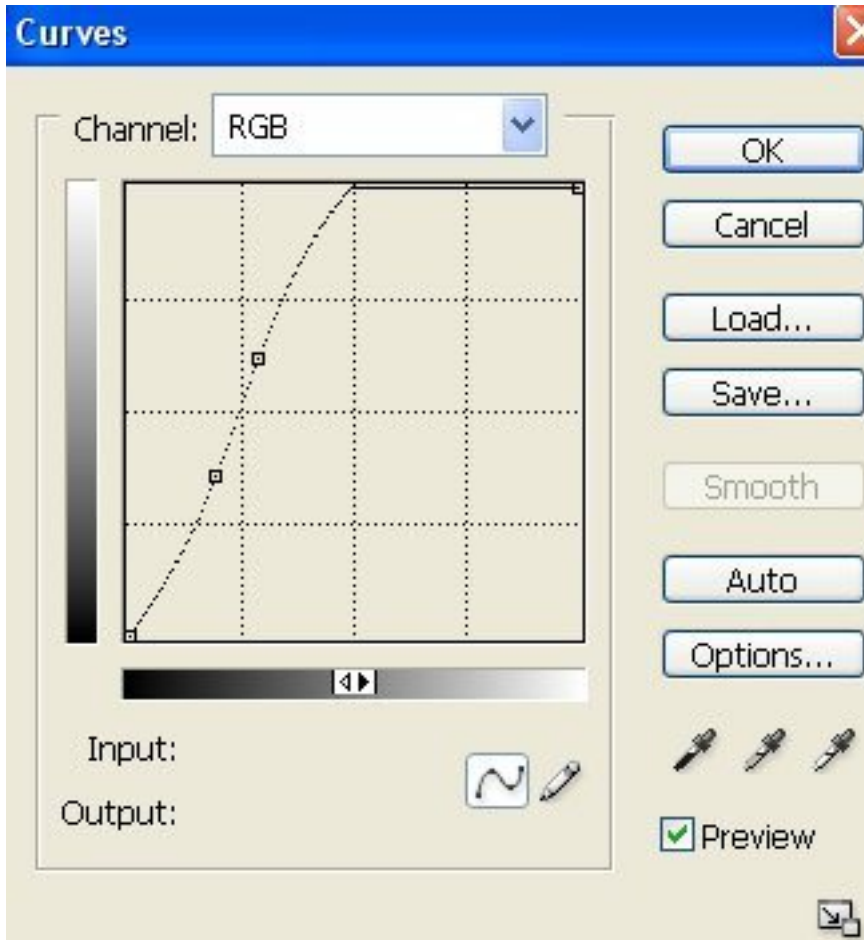 Curves
Channel: RGB
OK
Cancel
Load...
Save...
Smooth
Auto
Options...
Input:
Output:
Preview